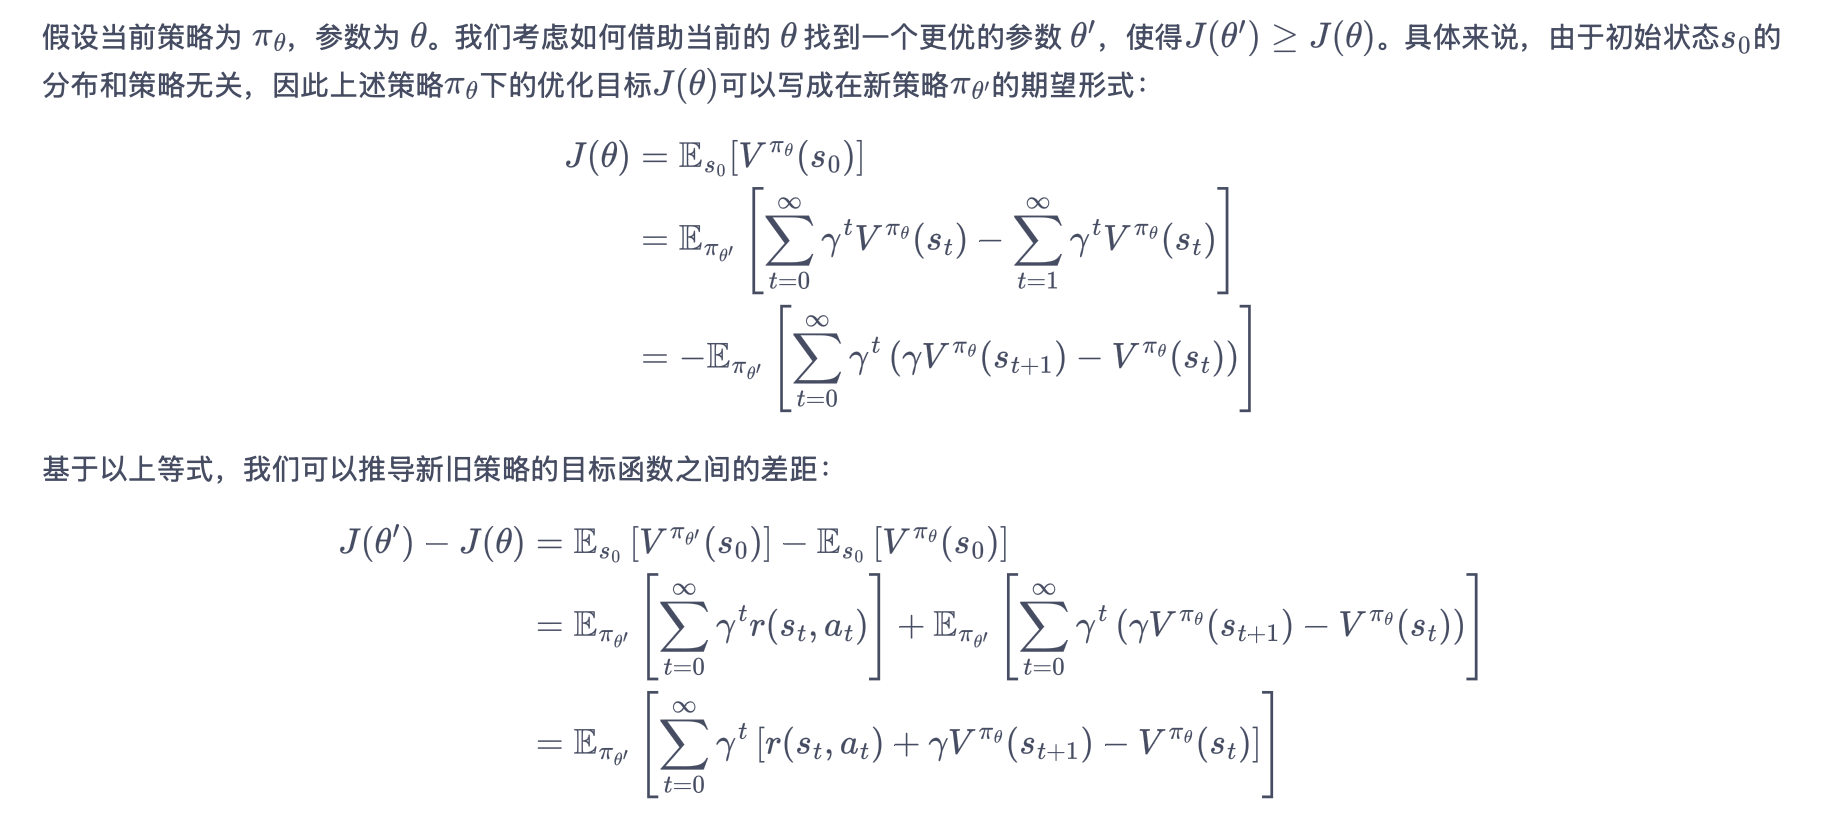 假设当前策略为 $\pi_\theta$，参数为 $\theta$。我们考虑如何借助当前的 $\theta$ 找到一个更优的参数 $\theta'$，使得$J(\theta') \geq J(\theta)$。具体来说，由于初始状态$s_0$的
分布和策略无关，因此上述策略$\pi_\theta$下的优化目标$J(\theta)$可以写成在新策略$\pi_{\theta'}$的期望形式：
$J(\theta) = \mathbb{E}_{s_0}[V^{\pi_\theta}(s_0)]$
$= \mathbb{E}_{\pi_{\theta'}}\left[\sum_{t=0}^{\infty} \gamma^t V^{\pi_\theta}(s_t) - \sum_{t=1}^{\infty} \gamma^t V^{\pi_\theta}(s_t)\right]$
$= -\mathbb{E}_{\pi_{\theta'}}\left[\sum_{t=0}^{\infty} \gamma^t \left(\gamma V^{\pi_\theta}(s_{t+1}) - V^{\pi_\theta}(s_t)\right)\right]$
基于以上等式，我们可以推导新旧策略的目标函数之间的差距：
$J(\theta') - J(\theta) = \mathbb{E}_{s_0}\left[V^{\pi_{\theta'}}(s_0)\right] - \mathbb{E}_{s_0}\left[V^{\pi_\theta}(s_0)\right]$
$= \mathbb{E}_{\pi_{\theta'}}\left[\sum_{t=0}^{\infty} \gamma^t r(s_t, a_t)\right] + \mathbb{E}_{\pi_{\theta'}}\left[\sum_{t=0}^{\infty} \gamma^t \left(\gamma V^{\pi_\theta}(s_{t+1}) - V^{\pi_\theta}(s_t)\right)\right]$
$= \mathbb{E}_{\pi_{\theta'}}\left[\sum_{t=0}^{\infty} \gamma^t \left[r(s_t, a_t) + \gamma V^{\pi_\theta}(s_{t+1}) - V^{\pi_\theta}(s_t)\right]\right]$